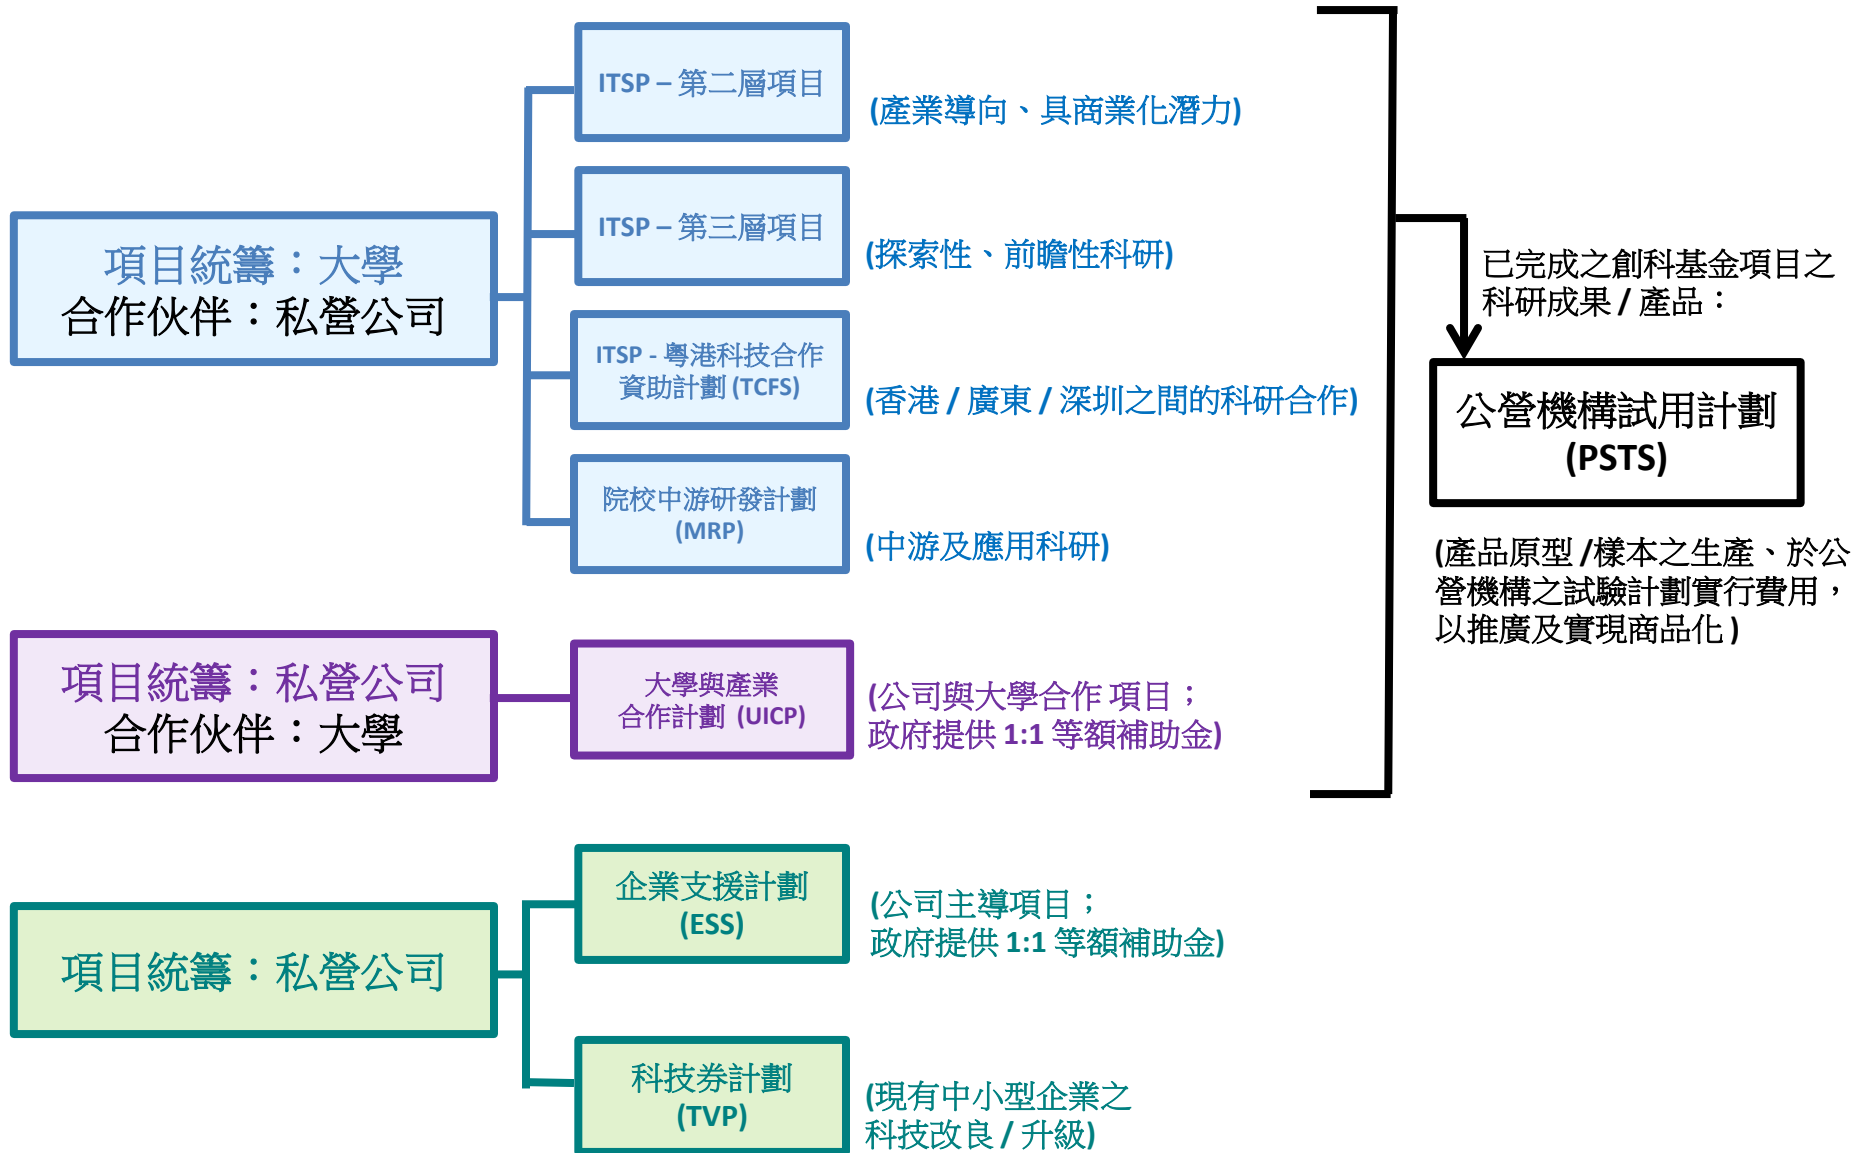 項目統籌：大學
合作伙伴：私營公司
ITSP – 第二層項目
(產業導向、具商業化潛力)
ITSP – 第三層項目
(探索性、前瞻性科研)
ITSP - 粵港科技合作
資助計劃 (TCFS)
(香港 / 廣東 / 深圳之間的科研合作)
院校中游研發計劃
(MRP)
(中游及應用科研)
項目統籌：私營公司
合作伙伴：大學
大學與產業
合作計劃 (UICP)
(公司與大學合作 項目；
政府提供 1:1 等額補助金)
已完成之創科基金項目之
科研成果 / 產品：
公營機構試用計劃
(PSTS)
(產品原型 /樣本之生產、於公
營機構之試驗計劃實行費用，
以推廣及實現商品化 )
項目統籌：私營公司
企業支援計劃
(ESS)
(公司主導項目；
政府提供 1:1 等額補助金)
科技券計劃
(TVP)
(現有中小型企業之
科技改良 / 升級)